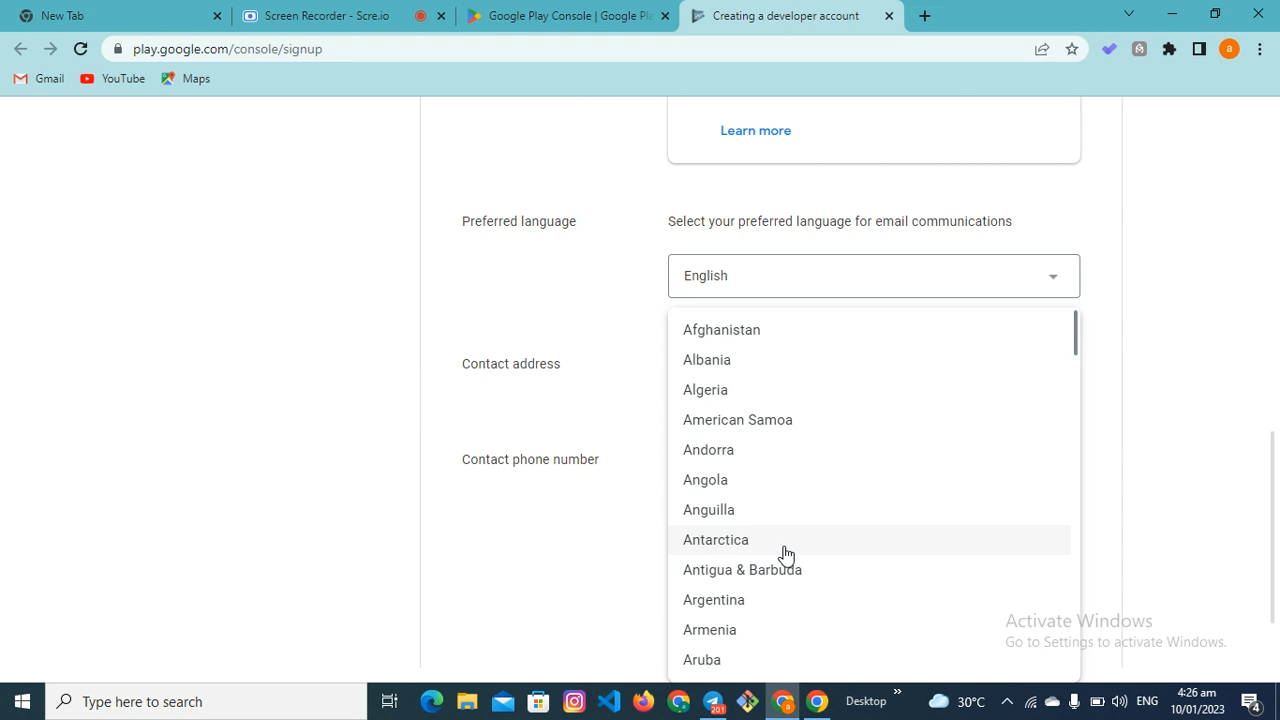 New Tab
Screen Recorder - Scre.io
Google Play Console | Google Pla
Creating a developer account
play.google.com/console/signup
a
Gmail
YouTube
Maps
Learn more
Preferred language
Select your preferred language for email communications
English
Afghanistan
Albania
Contact address
Algeria
American Samoa
Andorra
Contact phone number
Angola
Anguilla
Antarctica
Antigua & Barbuda
Argentina
Armenia
Aruba
Activate Windows
Go to Settings to activate Windows.
Type here to search
201
a
Desktop
»
30°C
ENG
4:26 am
10/01/2023
4